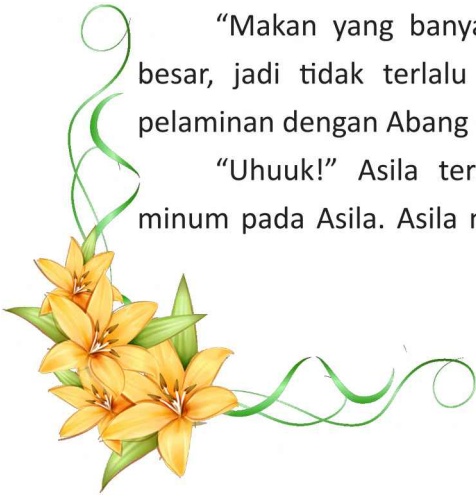 “Makan yang banya
besar, jadi tidak terlalu
pelaminan dengan Abang
“Uhuuk!” Asila ter
minum pada Asila. Asila